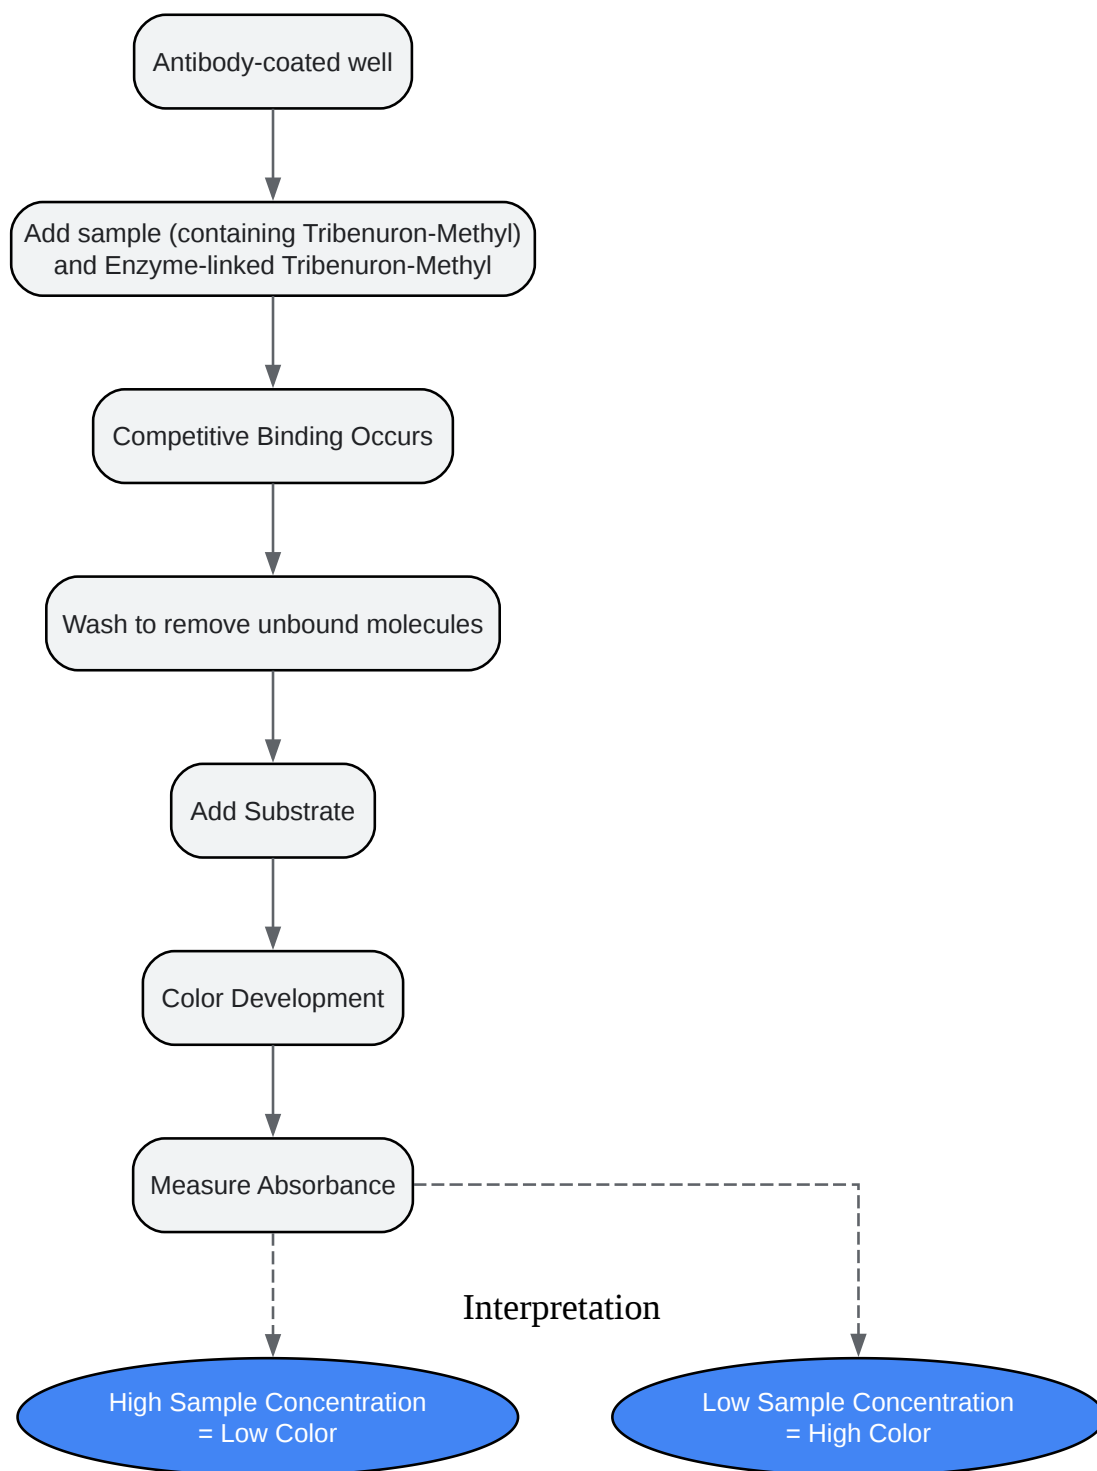 Antibody-coated well
Add sample (containing Tribenuron-Methyl)
and Enzyme-linked Tribenuron-Methyl
Competitive Binding Occurs
Wash to remove unbound molecules
Add Substrate
Color Development
Measure Absorbance
Interpretation
High Sample Concentration
= Low Color
Low Sample Concentration
= High Color